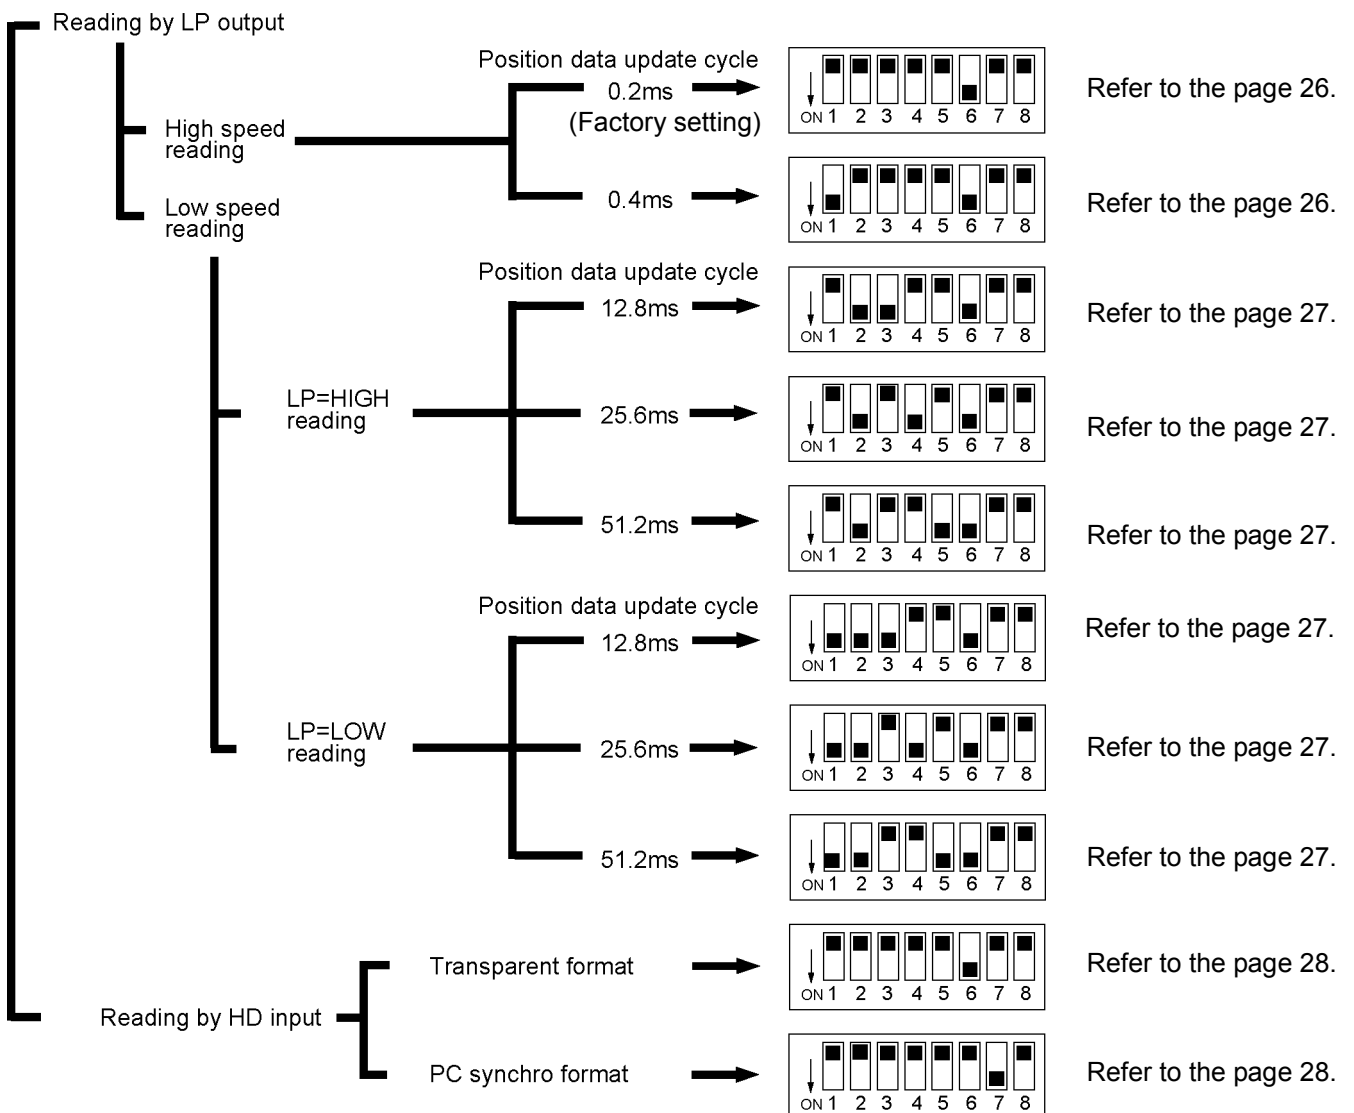 Reading by LP output
Position data update cycle
0.2ms
(Factory setting)
ON 1 2 3 4 5 6 7 8
Refer to the page 26.
High speed
reading
0.4ms
ON 1 2 3 4 5 6 7 8
Refer to the page 26.
Low speed
reading
Position data update cycle
12.8ms
ON 1 2 3 4 5 6 7 8
Refer to the page 27.
LP=HIGH
reading
25.6ms
ON 1 2 3 4 5 6 7 8
Refer to the page 27.
51.2ms
ON 1 2 3 4 5 6 7 8
Refer to the page 27.
Position data update cycle
12.8ms
ON 1 2 3 4 5 6 7 8
Refer to the page 27.
LP=LOW
reading
25.6ms
ON 1 2 3 4 5 6 7 8
Refer to the page 27.
51.2ms
ON 1 2 3 4 5 6 7 8
Refer to the page 27.
Transparent format
ON 1 2 3 4 5 6 7 8
Refer to the page 28.
Reading by HD input
PC synchro format
ON 1 2 3 4 5 6 7 8
Refer to the page 28.